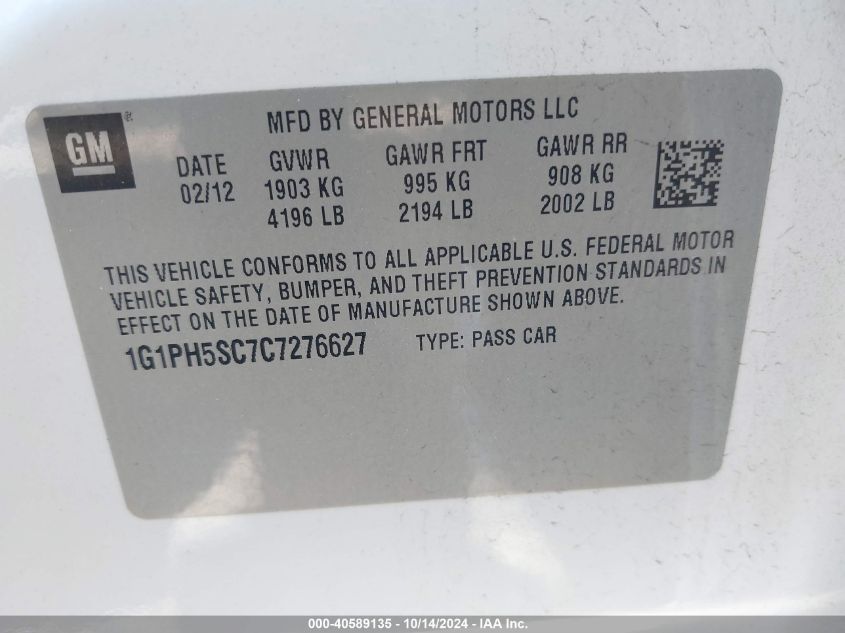 MFD BY GENERAL MOTORS LLC
GM®
DATE GVWR GAWR FRT GAWR RR
02/12 1903 KG 995 KG 908 KG
4196 LB 2194 LB 2002 LB
THIS VEHICLE CONFORMS TO ALL APPLICABLE U.S. FEDERAL MOTOR
VEHICLE SAFETY, BUMPER, AND THEFT PREVENTION STANDARDS IN
EFFECT ON THE DATE OF MANUFACTURE SHOWN ABOVE.
1G1PH5SC7C7276627 TYPE: PASS CAR
000-40589135 - 10/14/2024 - IAA Inc.